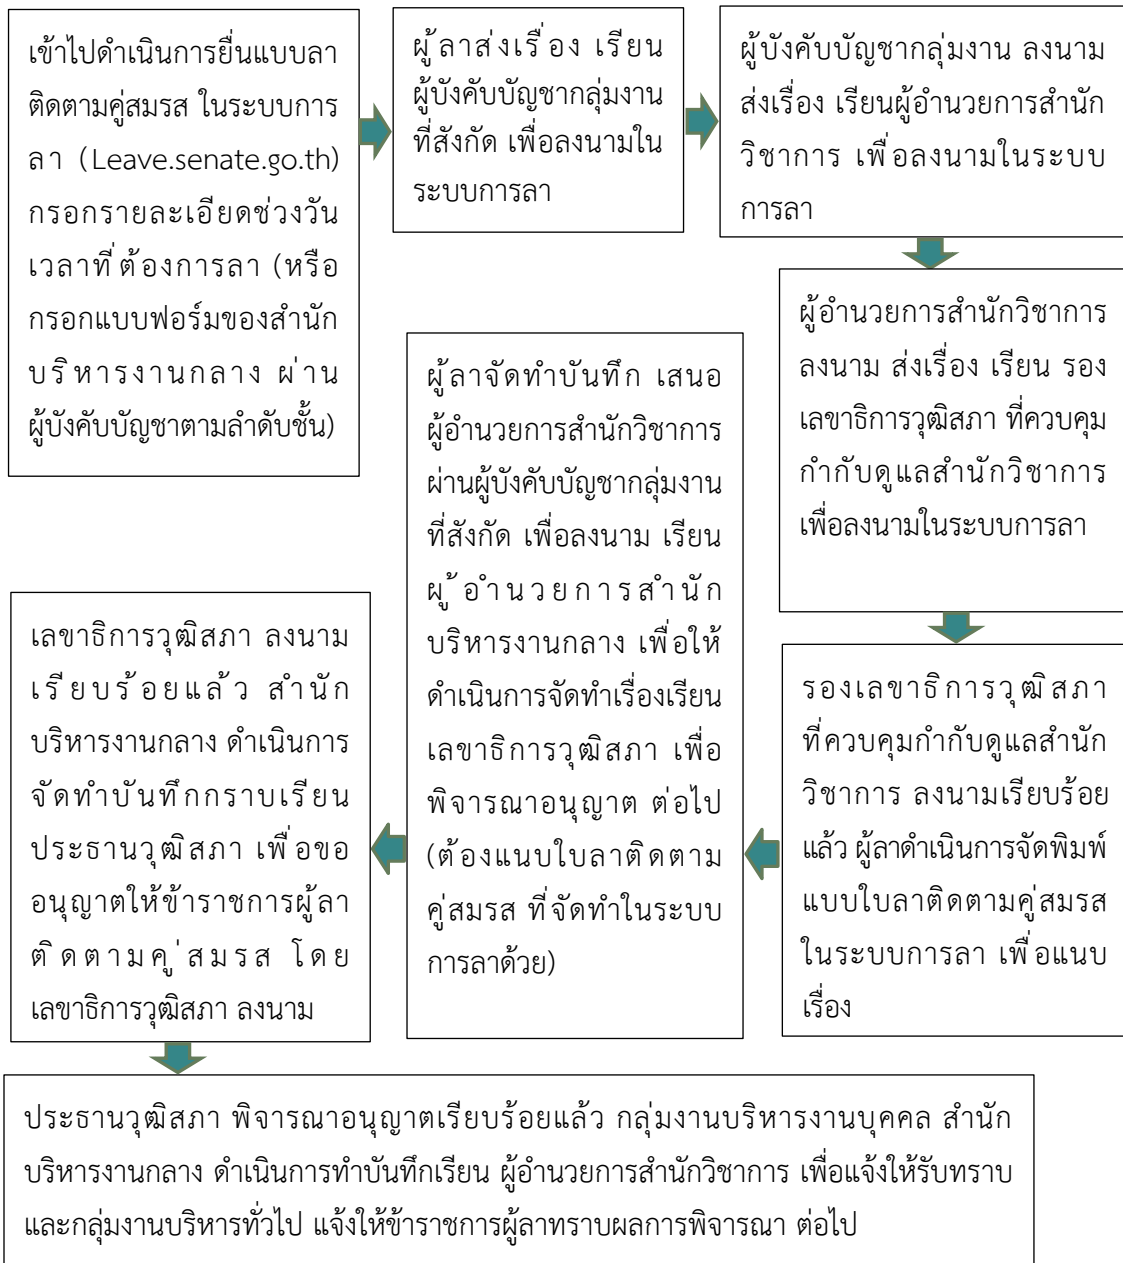 เข้าไปดำเนินการยื่นแบบลา
ติดตามคู่สมรส ในระบบการ
ลา (Leave.senate.go.th)
กรอกรายละเอียดช่วงวัน
เวลาที่ต้องการลา (หรือ
กรอกแบบฟอร์มของสำนัก
บริหารงานกลาง ผ่าน
ผู้บังคับบัญชาตามลำดับชั้น)
ผู้ลาส่งเรื่อง เรียน
ผู้บังคับบัญชากลุ่มงาน
ที่สังกัด เพื่อลงนามใน
ระบบการลา
ผู้บังคับบัญชากลุ่มงาน ลงนาม
ส่งเรื่อง เรียนผู้อำนวยการสำนัก
วิชาการ เพื่อลงนามในระบบ
การลา
ผู้อำนวยการสำนักวิชาการ
ลงนาม ส่งเรื่อง เรียน รอง
เลขาธิการวุฒิสภา ที่ควบคุม
กำกับดูแลสำนักวิชาการ
เพื่อลงนามในระบบการลา
รองเลขาธิการวุฒิสภา
ที่ควบคุมกำกับดูแลสำนัก
วิชาการ ลงนามเรียบร้อย
แล้ว ผู้ลาดำเนินการจัดพิมพ์
แบบใบลาติดตามคู่สมรส
ในระบบการลา เพื่อแนบ
เรื่อง
ผู้ลาจัดทำบันทึก เสนอ
ผู้อำนวยการสำนักวิชาการ
ผ่านผู้บังคับบัญชากลุ่มงาน
ที่สังกัด เพื่อลงนาม เรียน
ผู้อำนวยการสำนัก
บริหารงานกลาง เพื่อให้
ดำเนินการจัดทำเรื่องเรียน
เลขาธิการวุฒิสภา เพื่อ
พิจารณาอนุญาต ต่อไป
(ต้องแนบใบลาติดตาม
คู่สมรส ที่จัดทำในระบบ
การลาด้วย)
เลขาธิการวุฒิสภา ลงนาม
เรียบร้อยแล้ว สำนัก
บริหารงานกลาง ดำเนินการ
จัดทำบันทึกกราบเรียน
ประธานวุฒิสภา เพื่อขอ
อนุญาตให้ข้าราชการผู้ลา
ติดตามคู่สมรส โดย
เลขาธิการวุฒิสภา ลงนาม
ประธานวุฒิสภา พิจารณาอนุญาตเรียบร้อยแล้ว กลุ่มงานบริหารงานบุคคล สำนัก
บริหารงานกลาง ดำเนินการทำบันทึกเรียน ผู้อำนวยการสำนักวิชาการ เพื่อแจ้งให้รับทราบ
และกลุ่มงานบริหารทั่วไป แจ้งให้ข้าราชการผู้ลาทราบผลการพิจารณา ต่อไป